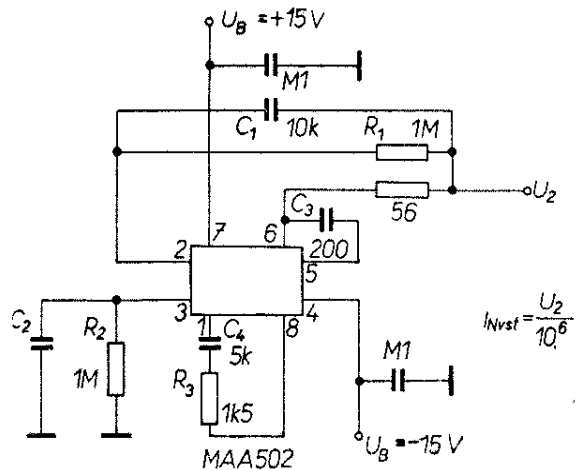 U_B = +15V
M1
C_1
10k
R_1
1M
U_2
C_3
56
7
6
200
2
5
3
1
8
4
C_2
R_2
1M
C_4
5k
R_3
1k5
M1
I_Nvst = U_2 / 10^6
U_B = -15 V
MAA502